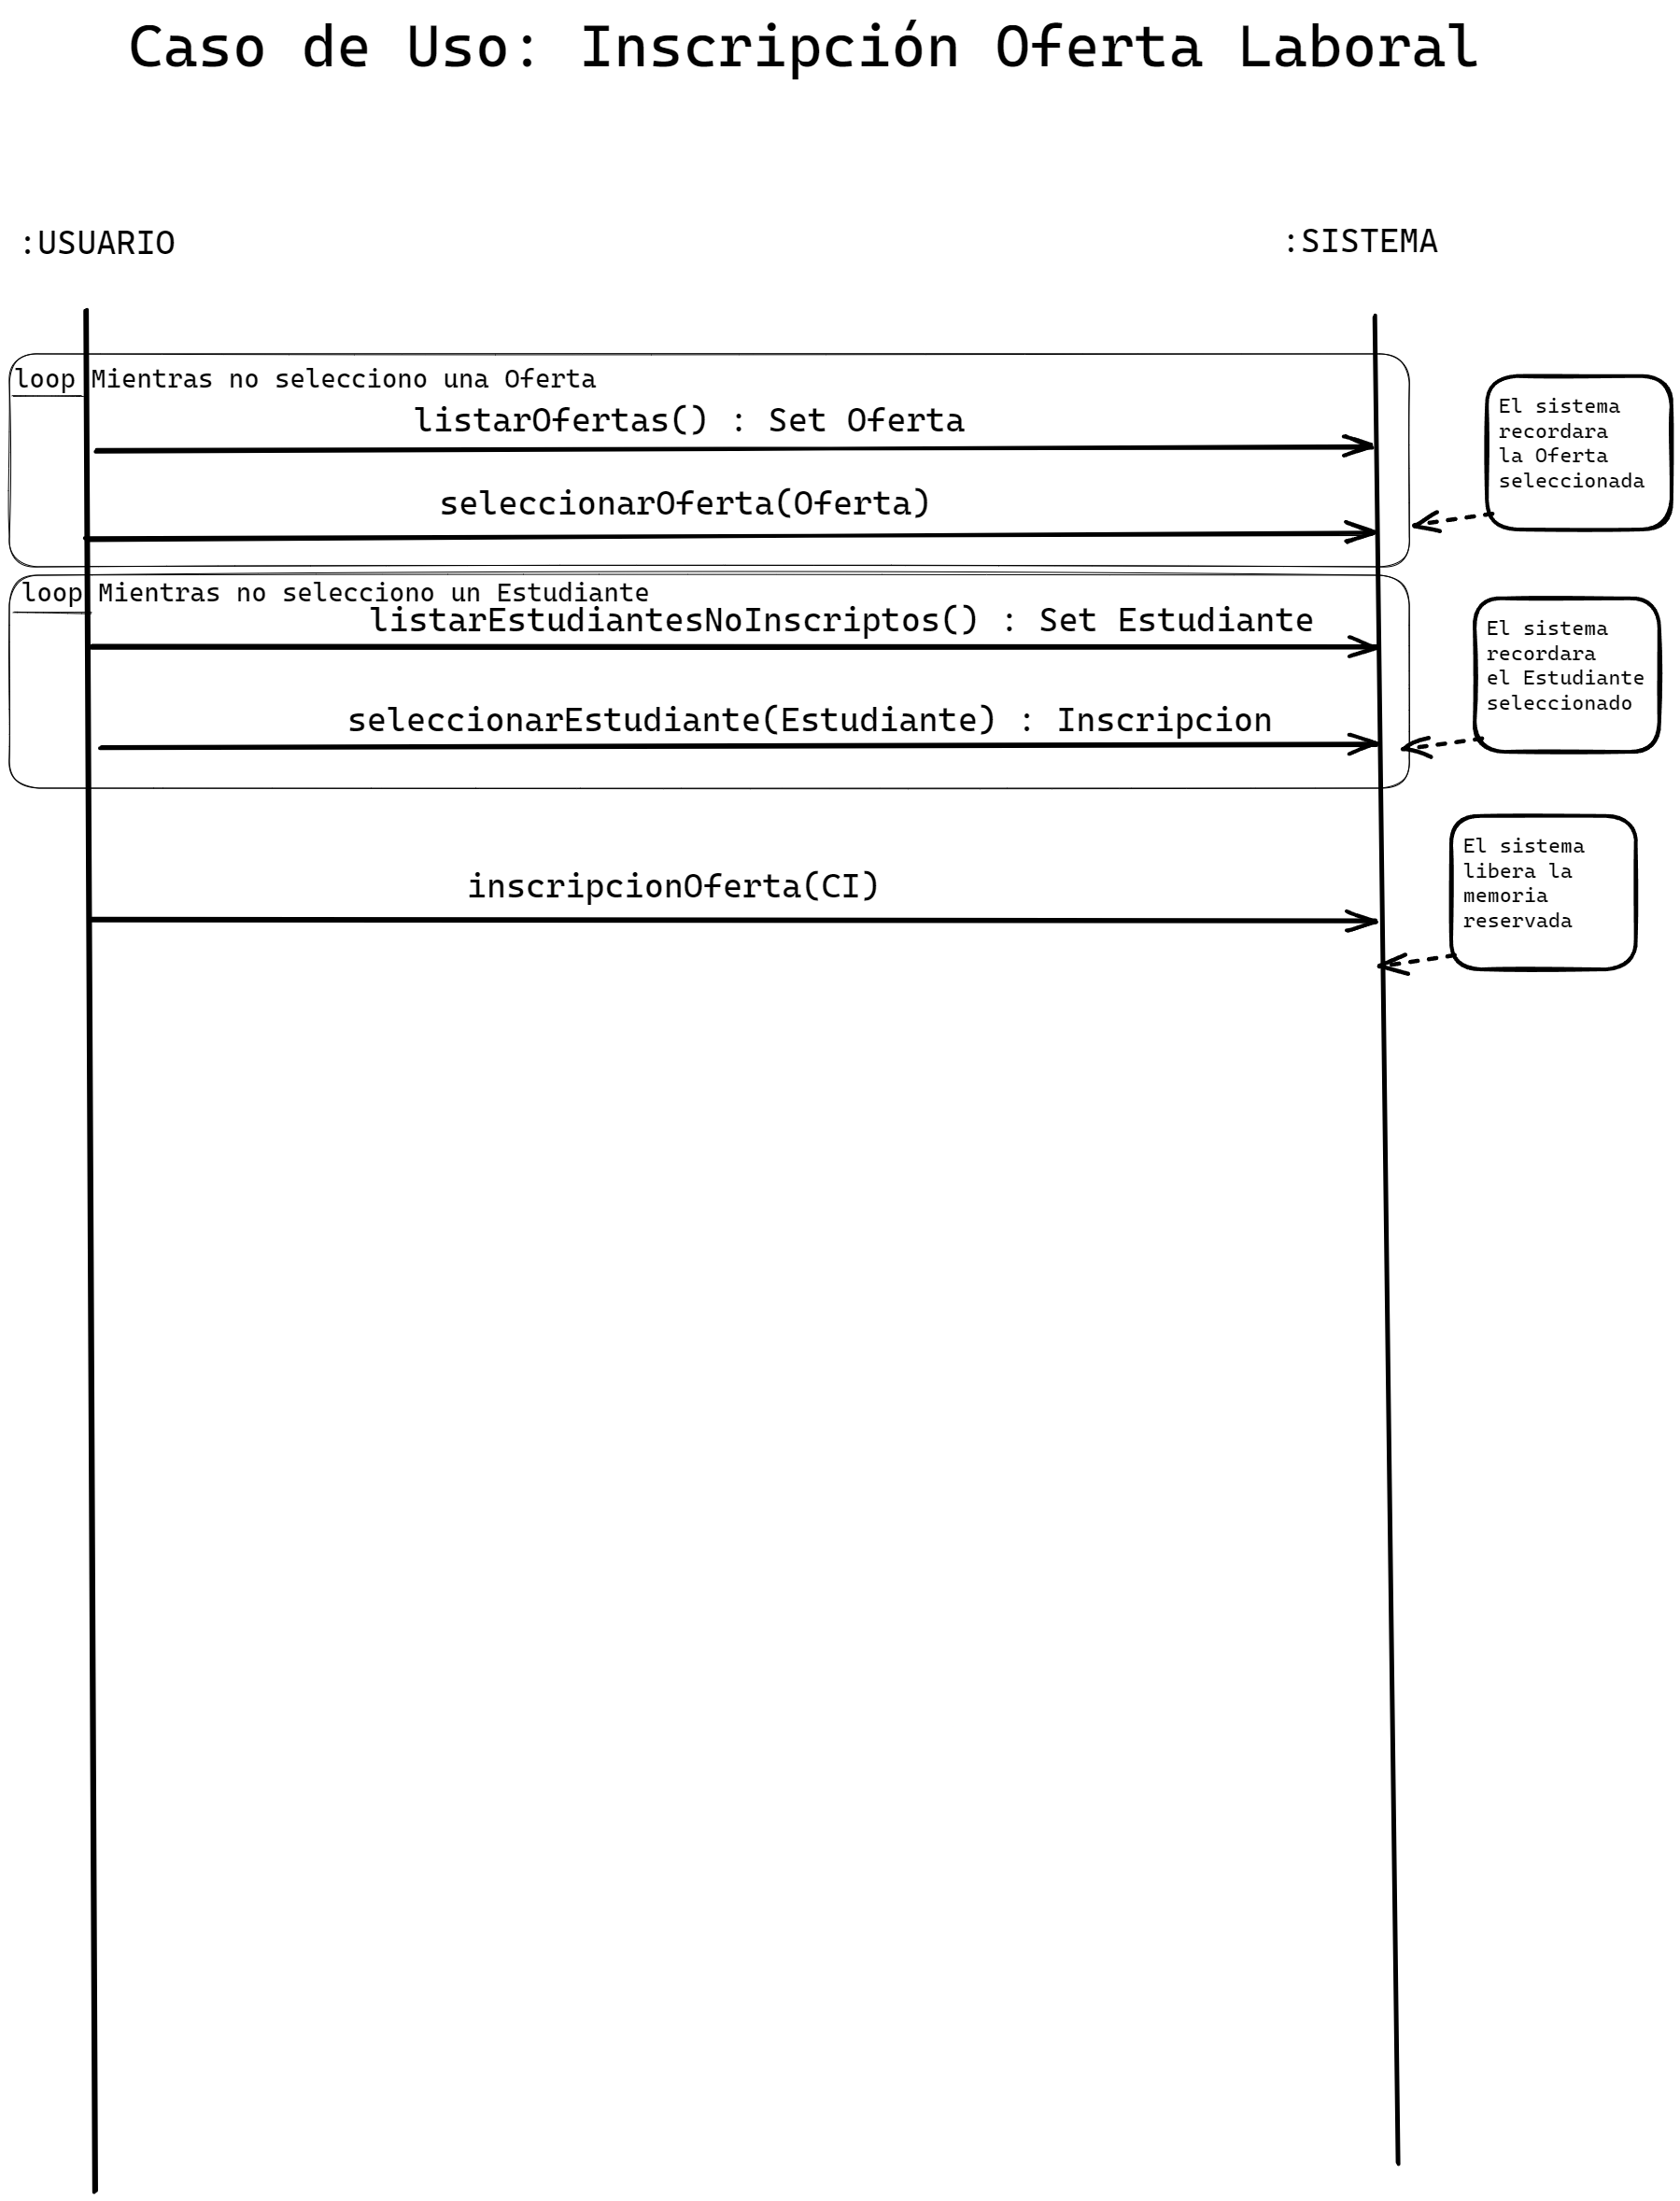 Caso de Uso: Inscripción Oferta Laboral
:USUARIO
:SISTEMA
loop Mientras no selecciono una Oferta
listarOfertas() : Set Oferta
seleccionarOferta(Oferta)
El sistema
recordara
la Oferta
seleccionada
loop Mientras no selecciono un Estudiante
listarEstudiantesNoInscriptos() : Set Estudiante
seleccionarEstudiante(Estudiante) : Inscripcion
El sistema
recordara
el Estudiante
seleccionado
inscripcionOferta(CI)
El sistema
libera la
memoria
reservada